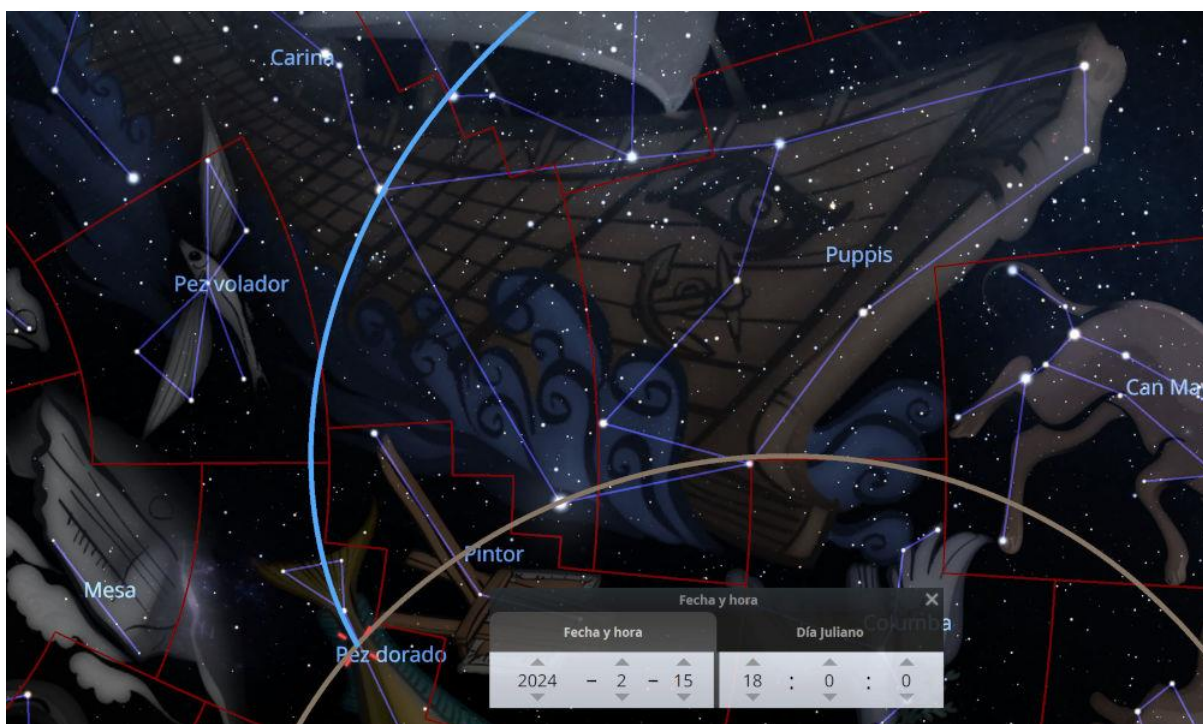 Carina
Puppis
Pez volador
Can Ma
Pintor
Mesa
Columba
Pez dorado
Fecha y hora ×
Fecha y hora Día Juliano
2024 - 2 - 15 18 : 0 : 0